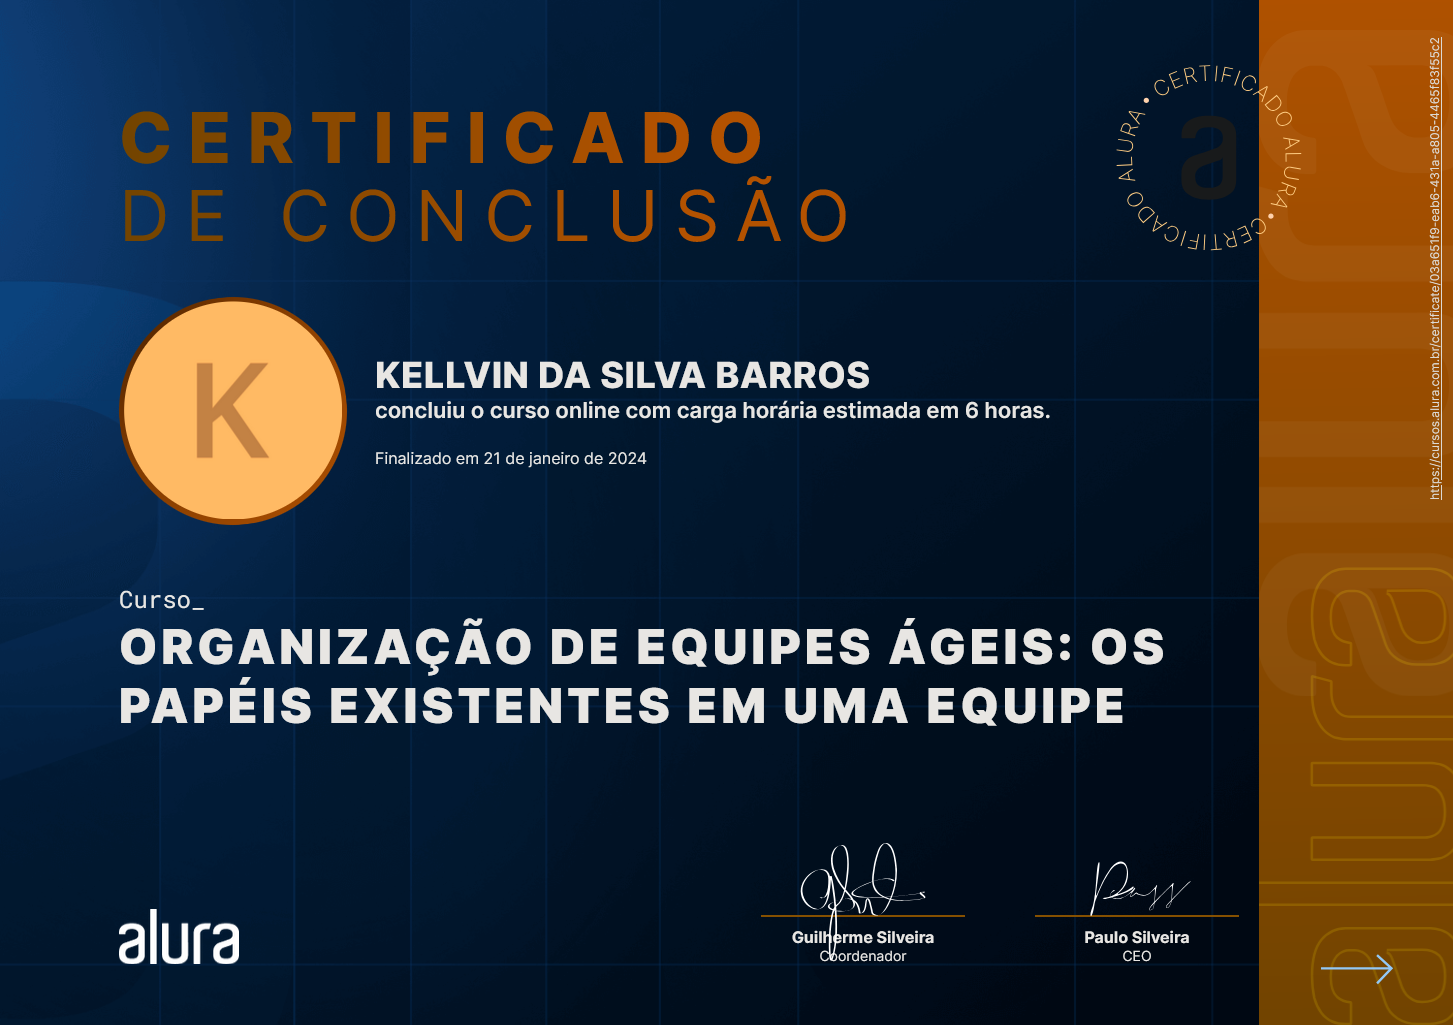 CERTIFICADO
DE CONCLUSÃO
CERTIFICADO ALURA • CERTIFICADO ALURA •
a
K
KELLVIN DA SILVA BARROS
concluiu o curso online com carga horária estimada em 6 horas.
Finalizado em 21 de janeiro de 2024
Curso_
ORGANIZAÇÃO DE EQUIPES ÁGEIS: OS
PAPÉIS EXISTENTES EM UMA EQUIPE
alura
Guilherme Silveira
Coordenador
Paulo Silveira
CEO
https://cursos.alura.com.br/certificate/03a651f9-eab6-431a-a805-4465f83f55c2
alura